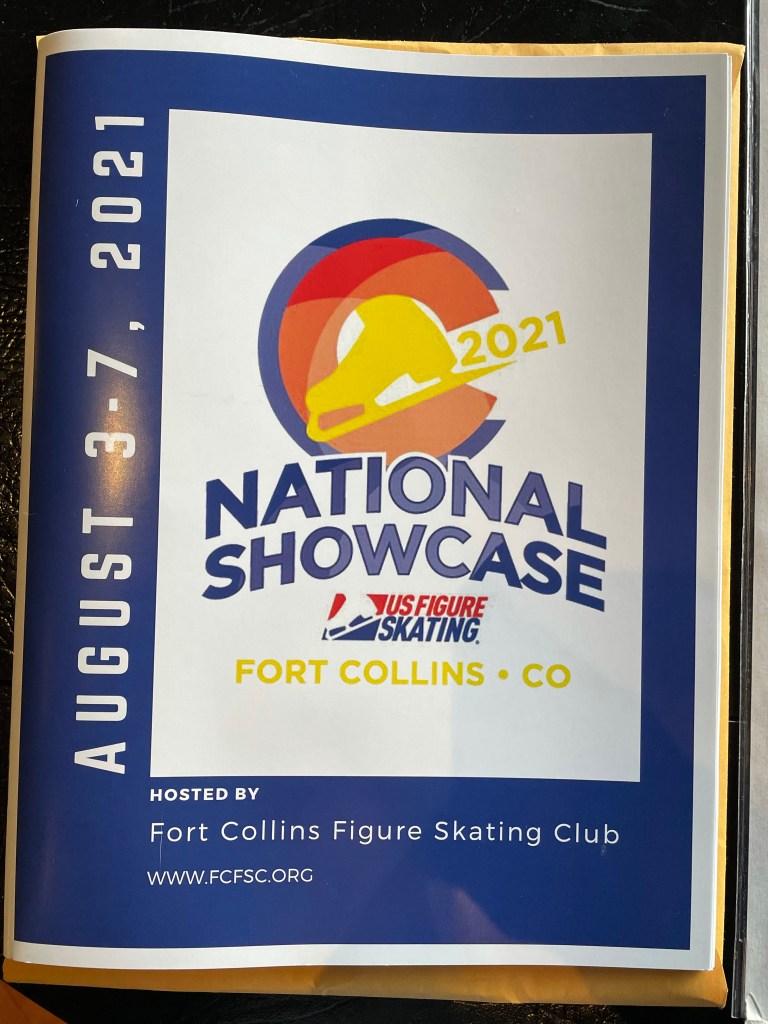 AUGUST 3-7, 2021
2021
NATIONAL
SHOWCASE
US FIGURE
SKATING®
FORT COLLINS • CO
HOSTED BY
Fort Collins Figure Skating Club
WWW.FCFSC.ORG